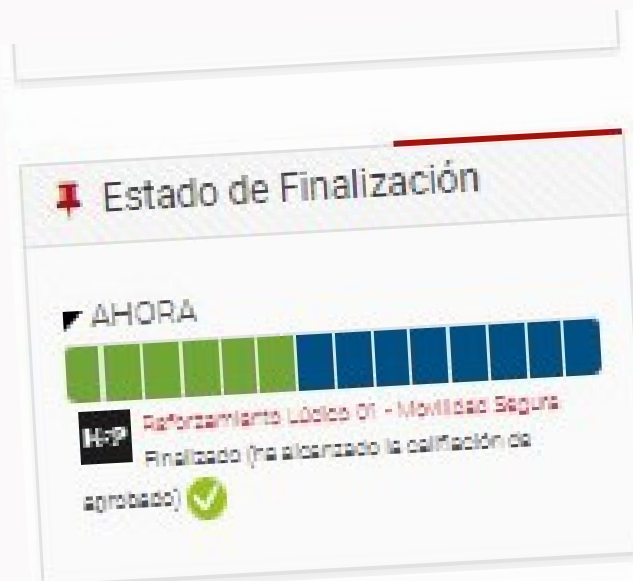 Estado de Finalización
AHORA
H-P
Reforzamiento Lúdico 01 - Movilidad Segura
Finalizado (ha alcanzado la calificación de
aprobado)